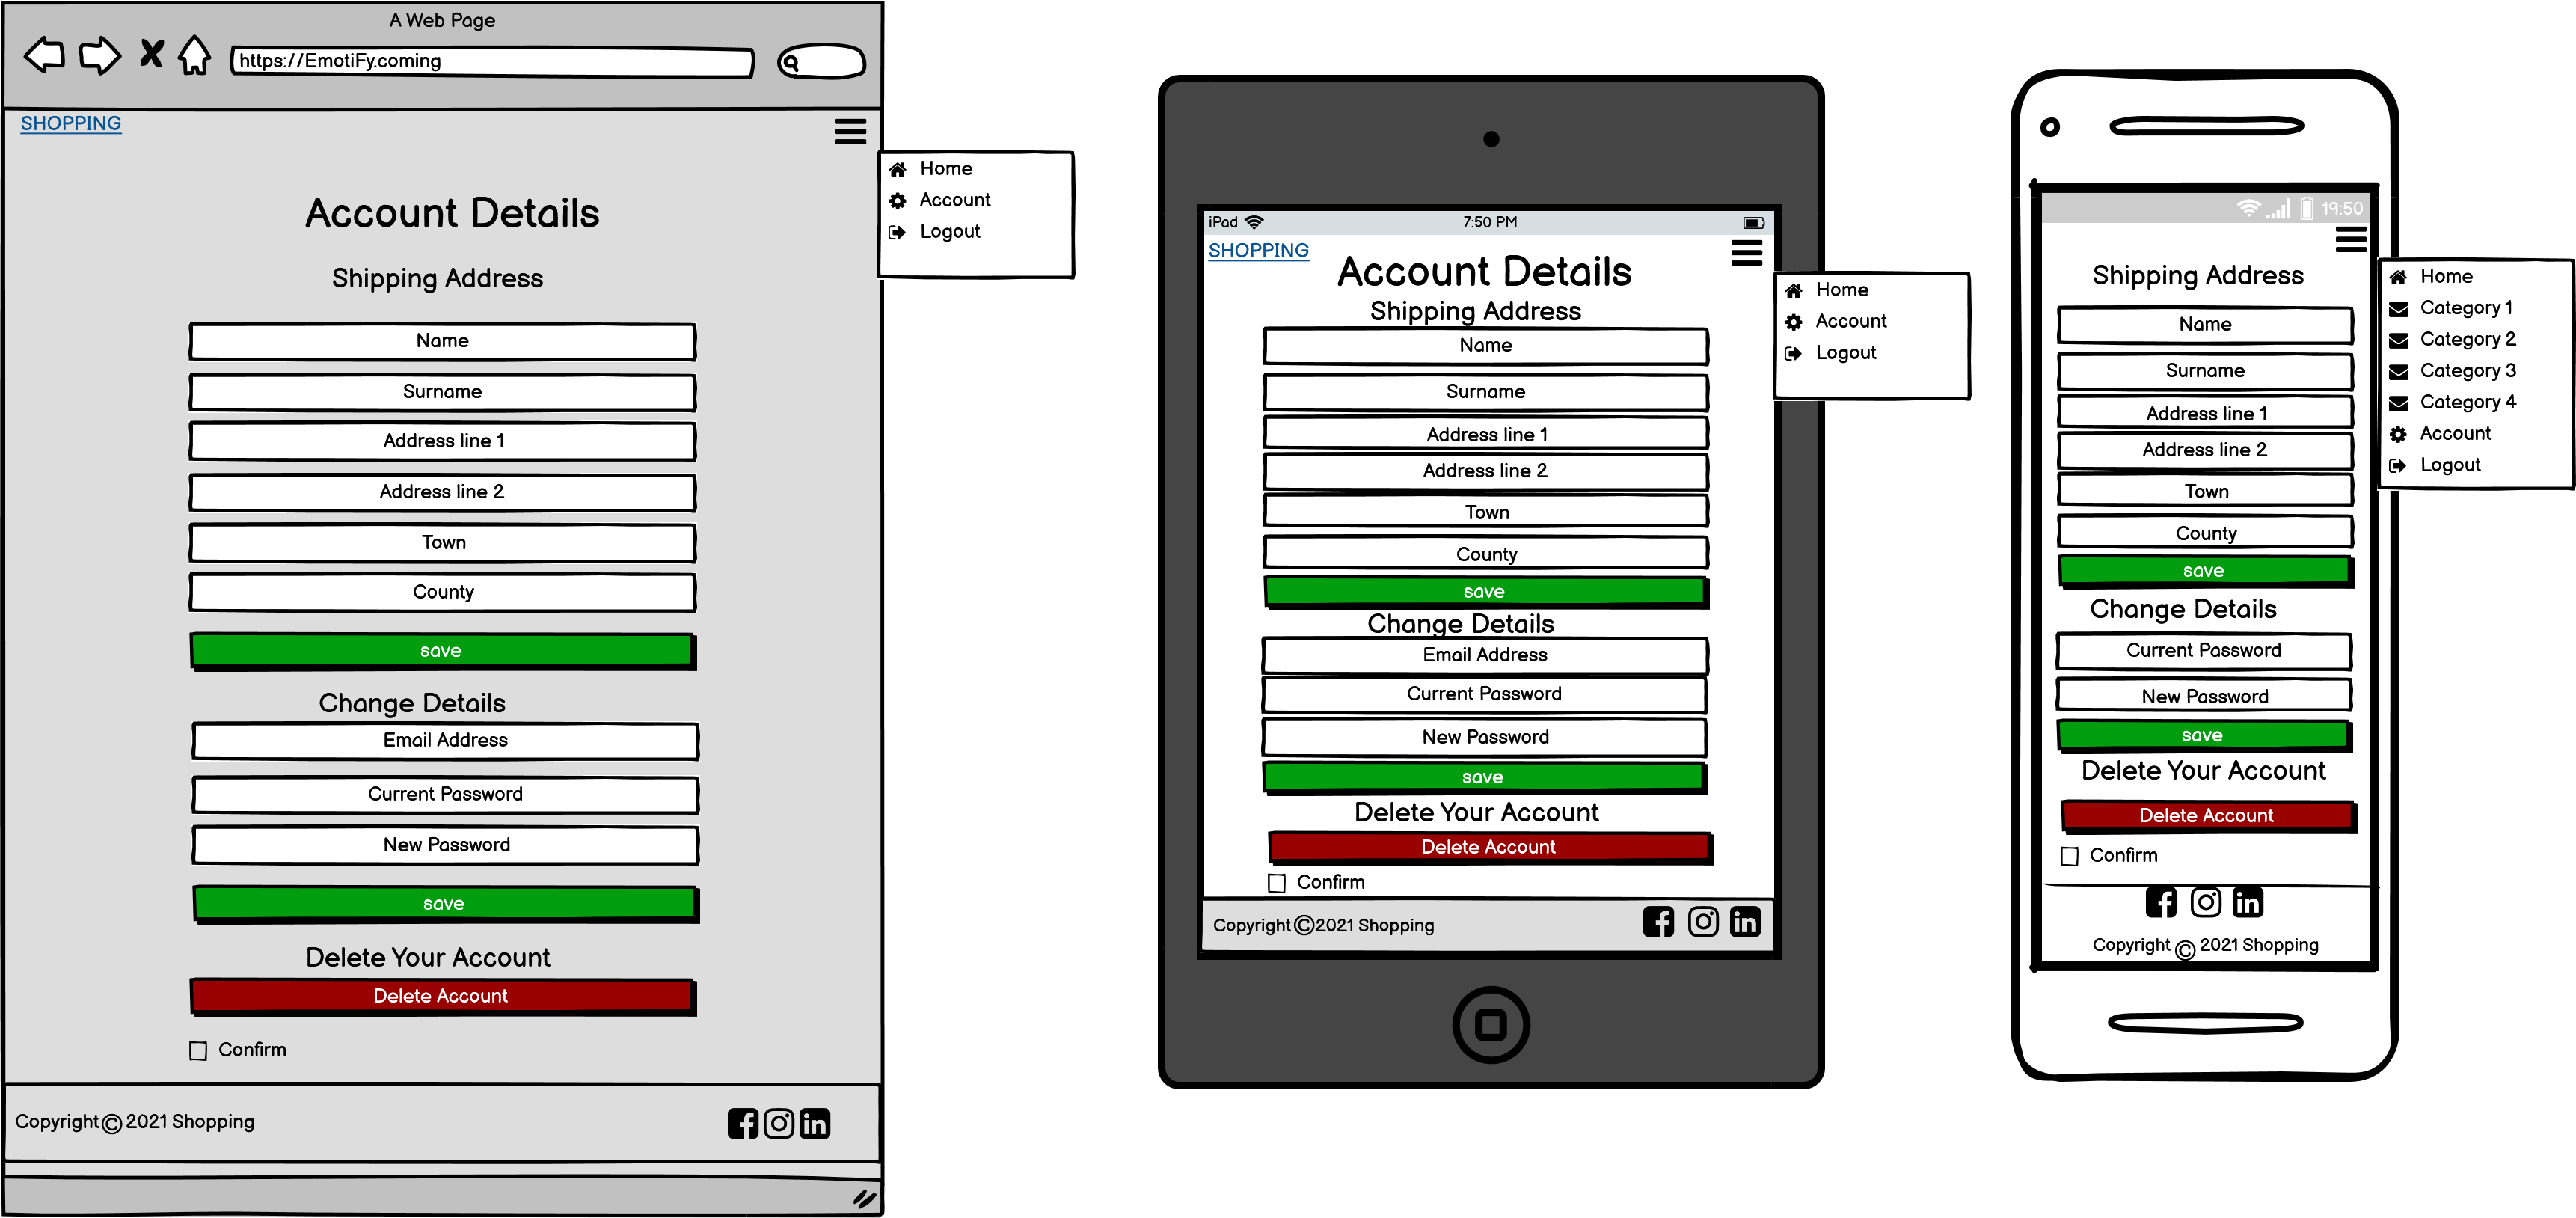 A Web Page
https://EmotiFy.coming
SHOPPING
Home
Account
Logout
Account Details
Shipping Address
Name
Surname
Address line 1
Address line 2
Town
County
save
Change Details
Email Address
Current Password
New Password
save
Delete Your Account
Delete Account
Confirm
Copyright © 2021 Shopping
iPad 7:50 PM
SHOPPING
Account Details
Shipping Address
Name
Surname
Address line 1
Address line 2
Town
County
save
Change Details
Email Address
Current Password
New Password
save
Delete Your Account
Delete Account
Confirm
Copyright © 2021 Shopping
Home
Account
Logout
19:50
Shipping Address
Name
Surname
Address line 1
Address line 2
Town
County
save
Change Details
Current Password
New Password
save
Delete Your Account
Delete Account
Confirm
Copyright © 2021 Shopping
Home
Category 1
Category 2
Category 3
Category 4
Account
Logout